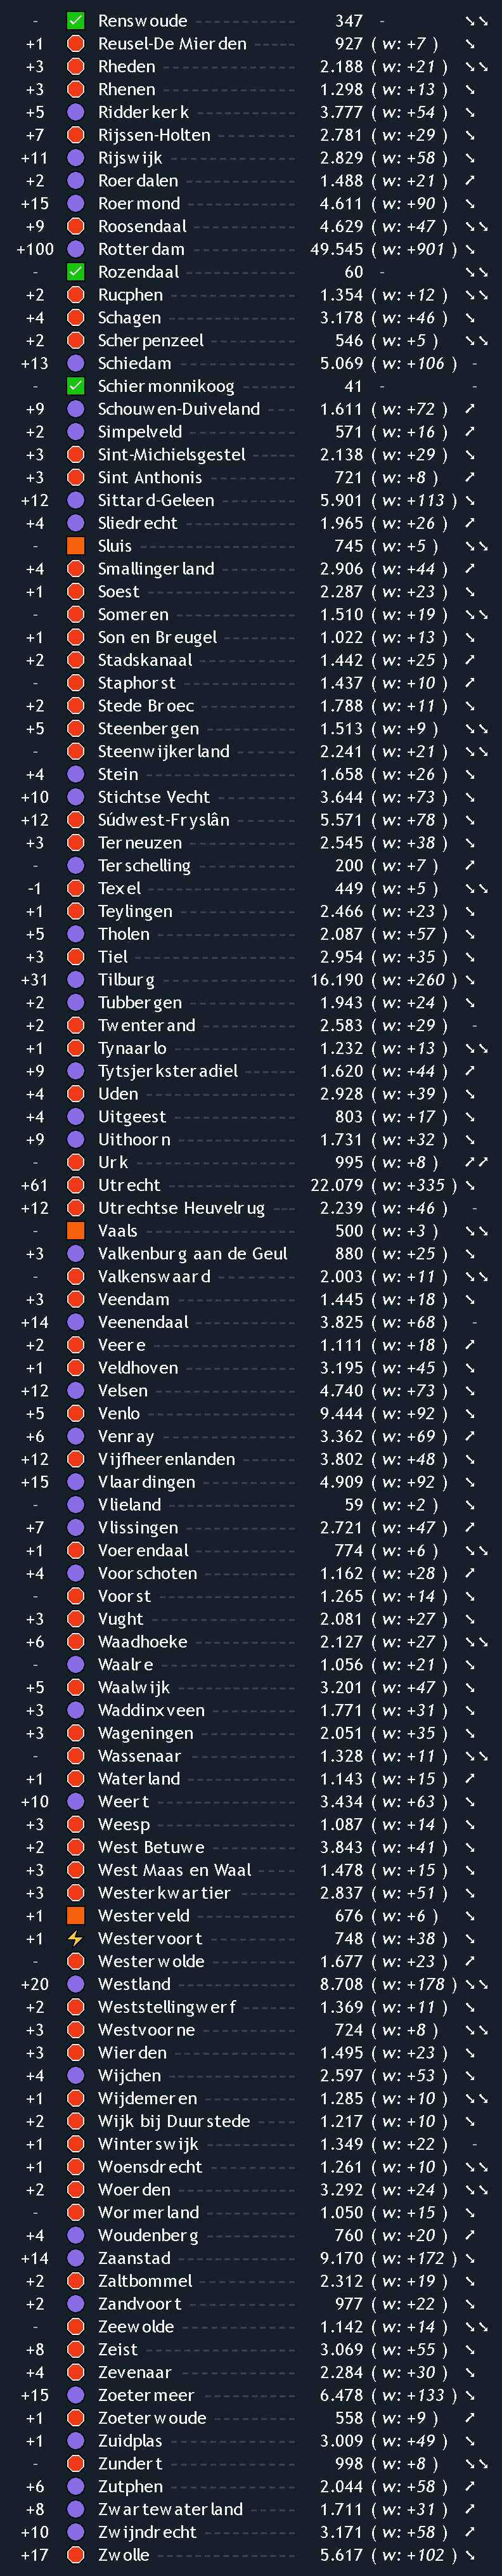 - ✅ Renswoude 347 - ↘↘
+1 Reusel-De Mierden 927 ( w: +7 ) ↘
+3 Rheden 2.188 ( w: +21 ) ↘↘
+3 Rhenen 1.298 ( w: +13 ) ↘
+5 Ridderkerk 3.777 ( w: +54 ) ↘
+7 Rijssen-Holten 2.781 ( w: +29 ) ↘
+11 Rijswijk 2.829 ( w: +58 ) ↘
+2 Roerdalen 1.488 ( w: +21 ) ↗
+15 Roermond 4.611 ( w: +90 ) ↘
+9 Roosendaal 4.629 ( w: +47 ) ↘↘
+100 Rotterdam 49.545 ( w: +901 ) ↘
- ✅ Rozendaal 60 - ↘↘
+2 Rucphen 1.354 ( w: +12 ) ↘↘
+4 Schagen 3.178 ( w: +46 ) ↘
+2 Scherpenzeel 546 ( w: +5 ) ↘↘
+13 Schiedam 5.069 ( w: +106 ) -
- ✅ Schiermonnikoog 41 - -
+9 Schouwen-Duiveland 1.611 ( w: +72 ) ↗
+2 Simpelveld 571 ( w: +16 ) ↗
+3 Sint-Michielsgestel 2.138 ( w: +29 ) ↘
+3 Sint Anthonis 721 ( w: +8 ) ↗
+12 Sittard-Geleen 5.901 ( w: +113 ) ↘
+4 Sliedrecht 1.965 ( w: +26 ) ↗
- Sluis 745 ( w: +5 ) ↘↘
+4 Smallingerland 2.906 ( w: +44 ) ↗
+1 Soest 2.287 ( w: +23 ) ↘
- Someren 1.510 ( w: +19 ) ↘↘
+1 Son en Breugel 1.022 ( w: +13 ) ↘
+2 Stadskanaal 1.442 ( w: +25 ) ↗
- Staphorst 1.437 ( w: +10 ) ↗
+2 Stede Broec 1.788 ( w: +11 ) ↘
+5 Steenbergen 1.513 ( w: +9 ) ↘↘
- Steenwijkerland 2.241 ( w: +21 ) ↘↘
+4 Stein 1.658 ( w: +26 ) ↘
+10 Stichtse Vecht 3.644 ( w: +73 ) ↘
+12 Súdwest-Fryslân 5.571 ( w: +78 ) ↘
+3 Terneuzen 2.545 ( w: +38 ) ↘
- Terschelling 200 ( w: +7 ) ↗
-1 Texel 449 ( w: +5 ) ↘↘
+1 Teylingen 2.466 ( w: +23 ) ↘
+5 Tholen 2.087 ( w: +57 ) ↘
+3 Tiel 2.954 ( w: +35 ) ↘
+31 Tilburg 16.190 ( w: +260 ) ↘
+2 Tubbergen 1.943 ( w: +24 ) ↘
+2 Twenterand 2.583 ( w: +29 ) -
+1 Tynaarlo 1.232 ( w: +13 ) ↘↘
+9 Tytsjerksteradiel 1.620 ( w: +44 ) ↗
+4 Uden 2.928 ( w: +39 ) ↘
+4 Uitgeest 803 ( w: +17 ) ↘
+9 Uithoorn 1.731 ( w: +32 ) ↘
- Urk 995 ( w: +8 ) ↗↗
+61 Utrecht 22.079 ( w: +335 ) ↘
+12 Utrechtse Heuvelrug 2.239 ( w: +46 ) -
- Vaals 500 ( w: +3 ) ↘↘
+3 Valkenburg aan de Geul 880 ( w: +25 ) ↘
- Valkenswaard 2.003 ( w: +11 ) ↘↘
+3 Veendam 1.445 ( w: +18 ) ↘
+14 Veenendaal 3.825 ( w: +68 ) -
+2 Veere 1.111 ( w: +18 ) ↗
+1 Veldhoven 3.195 ( w: +45 ) ↘
+12 Velsen 4.740 ( w: +73 ) ↘
+5 Venlo 9.444 ( w: +92 ) ↘
+6 Venray 3.362 ( w: +69 ) ↗
+12 Vijfheerenlanden 3.802 ( w: +48 ) ↘
+15 Vlaardingen 4.909 ( w: +92 ) ↘
- Vlieland 59 ( w: +2 ) ↘
+7 Vlissingen 2.721 ( w: +47 ) ↗
+1 Voerendaal 774 ( w: +6 ) ↘↘
+4 Voorschoten 1.162 ( w: +28 ) ↗
- Voorst 1.265 ( w: +14 ) ↘
+3 Vught 2.081 ( w: +27 ) ↘
+6 Waadhoeke 2.127 ( w: +27 ) ↘↘
- Waalre 1.056 ( w: +21 ) ↘
+5 Waalwijk 3.201 ( w: +47 ) ↘
+3 Waddinxveen 1.771 ( w: +31 ) ↘
+3 Wageningen 2.051 ( w: +35 ) ↘
- Wassenaar 1.328 ( w: +11 ) ↘↘
+1 Waterland 1.143 ( w: +15 ) ↗
+10 Weert 3.434 ( w: +63 ) ↘
+3 Weesp 1.087 ( w: +14 ) ↘
+2 West Betuwe 3.843 ( w: +41 ) ↘
+3 West Maas en Waal 1.478 ( w: +15 ) ↘
+3 Westerkwartier 2.837 ( w: +51 ) ↘
+1 Westerveld 676 ( w: +6 ) ↘
+1 ⚡ Westervoort 748 ( w: +38 ) ↘
- Westerwolde 1.677 ( w: +23 ) ↗
+20 Westland 8.708 ( w: +178 ) ↘↘
+2 Weststellingwerf 1.369 ( w: +11 ) ↘
+3 Westvoorne 724 ( w: +8 ) ↘↘
+3 Wierden 1.495 ( w: +23 ) ↘
+4 Wijchen 2.597 ( w: +53 ) ↘
+1 Wijdemeren 1.285 ( w: +10 ) ↘↘
+2 Wijk bij Duurstede 1.217 ( w: +10 ) ↘
+1 Winterswijk 1.349 ( w: +22 ) -
+1 Woensdrecht 1.261 ( w: +10 ) ↘↘
+2 Woerden 3.292 ( w: +24 ) ↘↘
- Wormerland 1.050 ( w: +15 ) ↘
+4 Woudenberg 760 ( w: +20 ) ↗
+14 Zaanstad 9.170 ( w: +172 ) ↘
+2 Zaltbommel 2.312 ( w: +19 ) ↘
+2 Zandvoort 977 ( w: +22 ) ↘
- Zeewolde 1.142 ( w: +14 ) ↘↘
+8 Zeist 3.069 ( w: +55 ) ↘
+4 Zevenaar 2.284 ( w: +30 ) ↘
+15 Zoetermeer 6.478 ( w: +133 ) ↘
+1 Zoeterwoude 558 ( w: +9 ) ↗
+1 Zuidplas 3.009 ( w: +49 ) ↘
- Zundert 998 ( w: +8 ) ↘↘
+6 Zutphen 2.044 ( w: +58 ) ↗
+8 Zwartewaterland 1.711 ( w: +31 ) ↗
+10 Zwijndrecht 3.171 ( w: +58 ) ↗
+17 Zwolle 5.617 ( w: +102 ) ↘